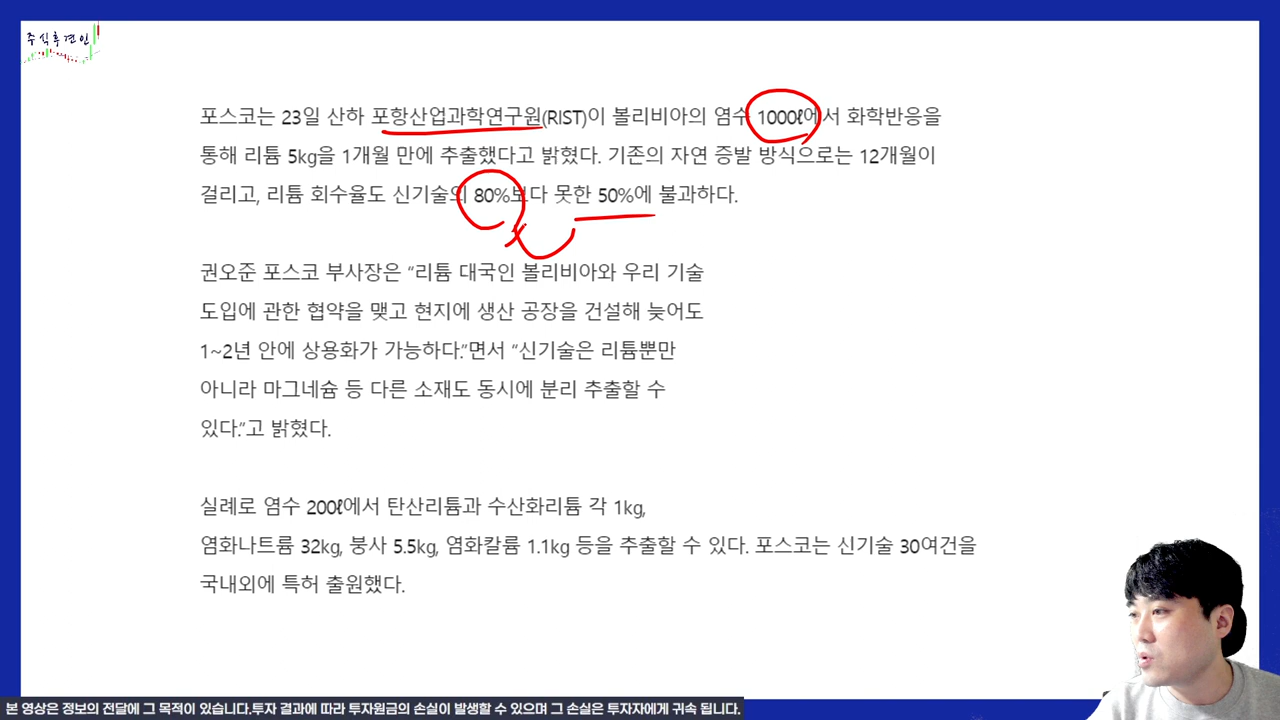 주식후견인
포스코는 23일 산하 포항산업과학연구원(RIST)이 볼리비아의 염수 1000ℓ에서 화학반응을
통해 리튬 5kg을 1개월 만에 추출했다고 밝혔다. 기존의 자연 증발 방식으로는 12개월이
걸리고, 리튬 회수율도 신기술의 80%보다 못한 50%에 불과하다.
권오준 포스코 부사장은 “리튬 대국인 볼리비아와 우리 기술
도입에 관한 협약을 맺고 현지에 생산 공장을 건설해 늦어도
1~2년 안에 상용화가 가능하다.”면서 “신기술은 리튬뿐만
아니라 마그네슘 등 다른 소재도 동시에 분리 추출할 수
있다.”고 밝혔다.
실례로 염수 200ℓ에서 탄산리튬과 수산화리튬 각 1kg,
염화나트륨 32kg, 붕사 5.5kg, 염화칼륨 1.1kg 등을 추출할 수 있다. 포스코는 신기술 30여건을
국내외에 특허 출원했다.
본 영상은 정보의 전달에 그 목적이 있습니다.투자 결과에 따라 투자원금의 손실이 발생할 수 있으며 그 손실은 투자자에게 귀속 됩니다.